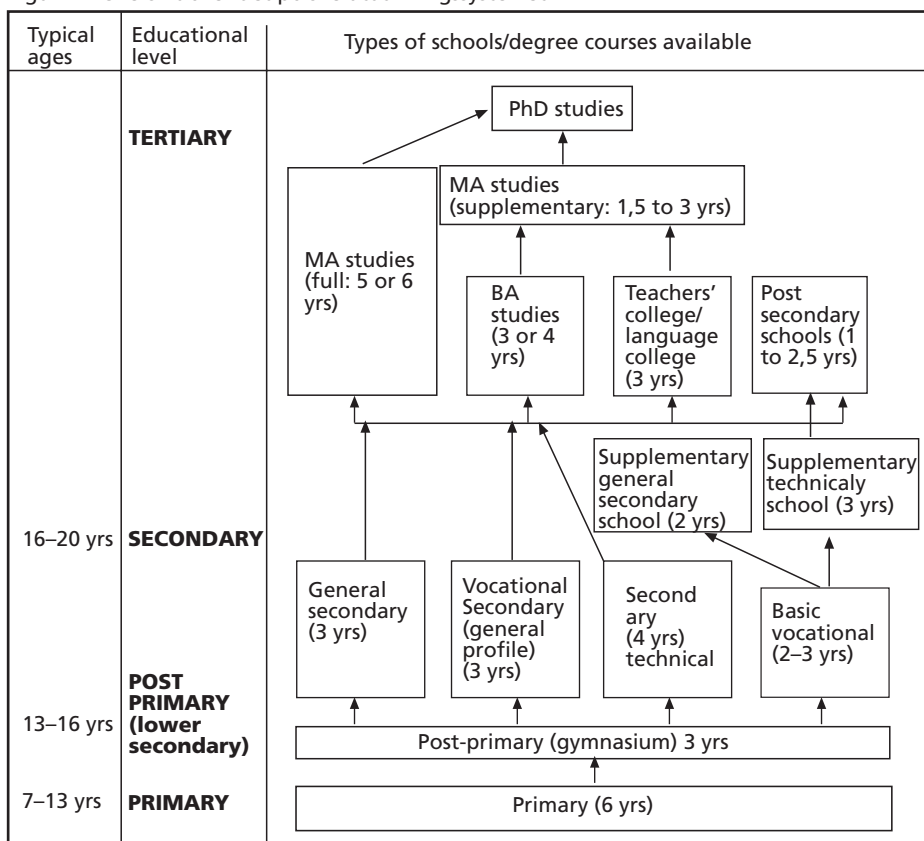 Typical
ages
Educational
level
Types of schools/degree courses available
PhD studies
TERTIARY
MA studies
(supplementary: 1,5 to 3 yrs)
MA studies
(full: 5 or 6
yrs)
BA
studies
(3 or 4
yrs)
Teachers'
college/
language
college
(3 yrs)
Post
secondary
schools (1
to 2,5 yrs)
Supplementary
general
secondary
school (2 yrs)
Supplementary
technicaly
school (3 yrs)
16–20 yrs
SECONDARY
General
secondary
(3 yrs)
Vocational
Secondary
(general
profile)
(3 yrs)
Second
ary
(4 yrs)
technical
Basic
vocational
(2–3 yrs)
13–16 yrs
POST
PRIMARY
(lower
secondary)
Post-primary (gymnasium) 3 yrs
7–13 yrs
PRIMARY
Primary (6 yrs)